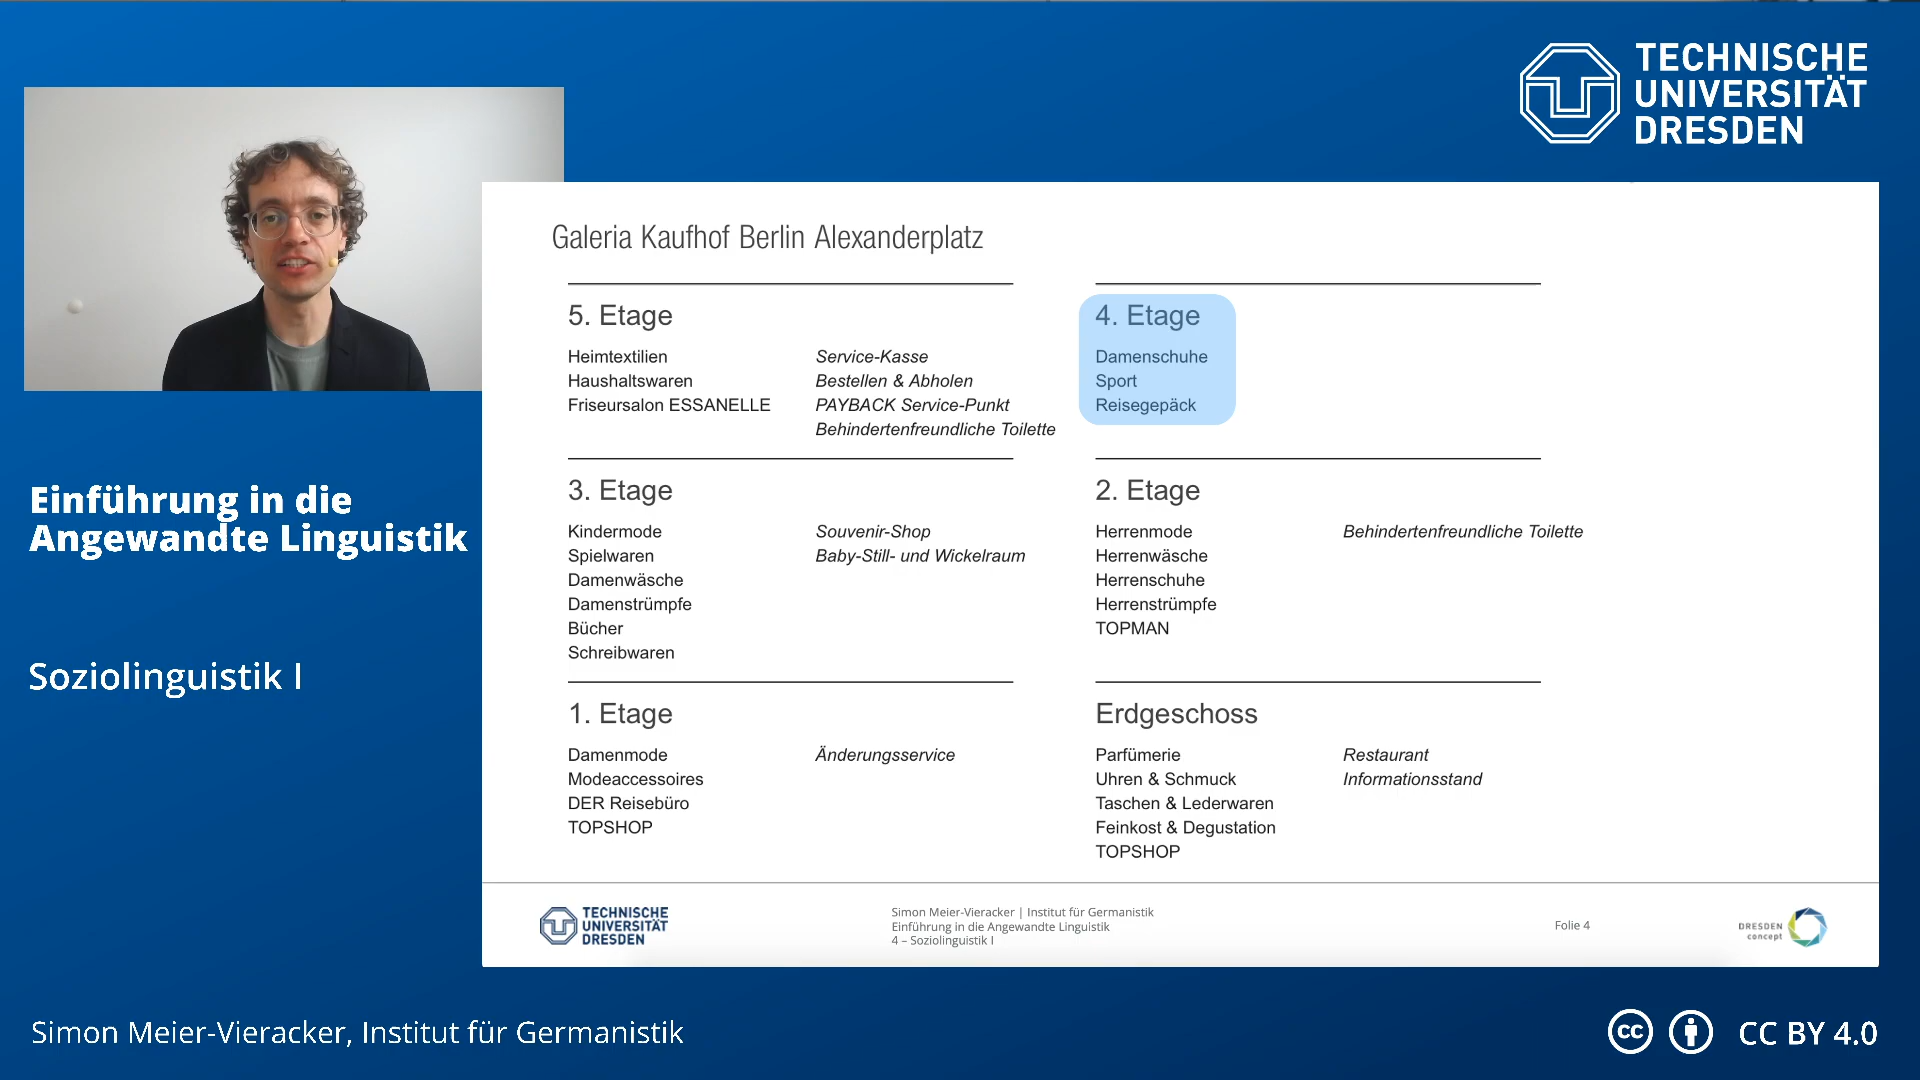 TECHNISCHE
UNIVERSITÄT
DRESDEN
Einführung in die
Angewandte Linguistik
Soziolinguistik I
Galeria Kaufhof Berlin Alexanderplatz
5. Etage
Heimtextilien
Haushaltswaren
Friseursalon ESSANELLE
Service-Kasse
Bestellen & Abholen
PAYBACK Service-Punkt
Behindertenfreundliche Toilette
4. Etage
Damenschuhe
Sport
Reisegepäck
3. Etage
Kindermode
Spielwaren
Damenwäsche
Damenstrümpfe
Bücher
Schreibwaren
Souvenir-Shop
Baby-Still- und Wickelraum
2. Etage
Herrenmode
Herrenwäsche
Herrenschuhe
Herrenstrümpfe
TOPMAN
Behindertenfreundliche Toilette
1. Etage
Damenmode
Modeaccessoires
DER Reisebüro
TOPSHOP
Änderungsservice
Erdgeschoss
Parfümerie
Uhren & Schmuck
Taschen & Lederwaren
Feinkost & Degustation
TOPSHOP
Restaurant
Informationsstand
TECHNISCHE
UNIVERSITÄT
DRESDEN
Simon Meier-Vieracker | Institut für Germanistik
Einführung in die Angewandte Linguistik
4 – Soziolinguistik I
Folie 4
DRESDEN
concept
Simon Meier-Vieracker, Institut für Germanistik
cc
CC BY 4.0